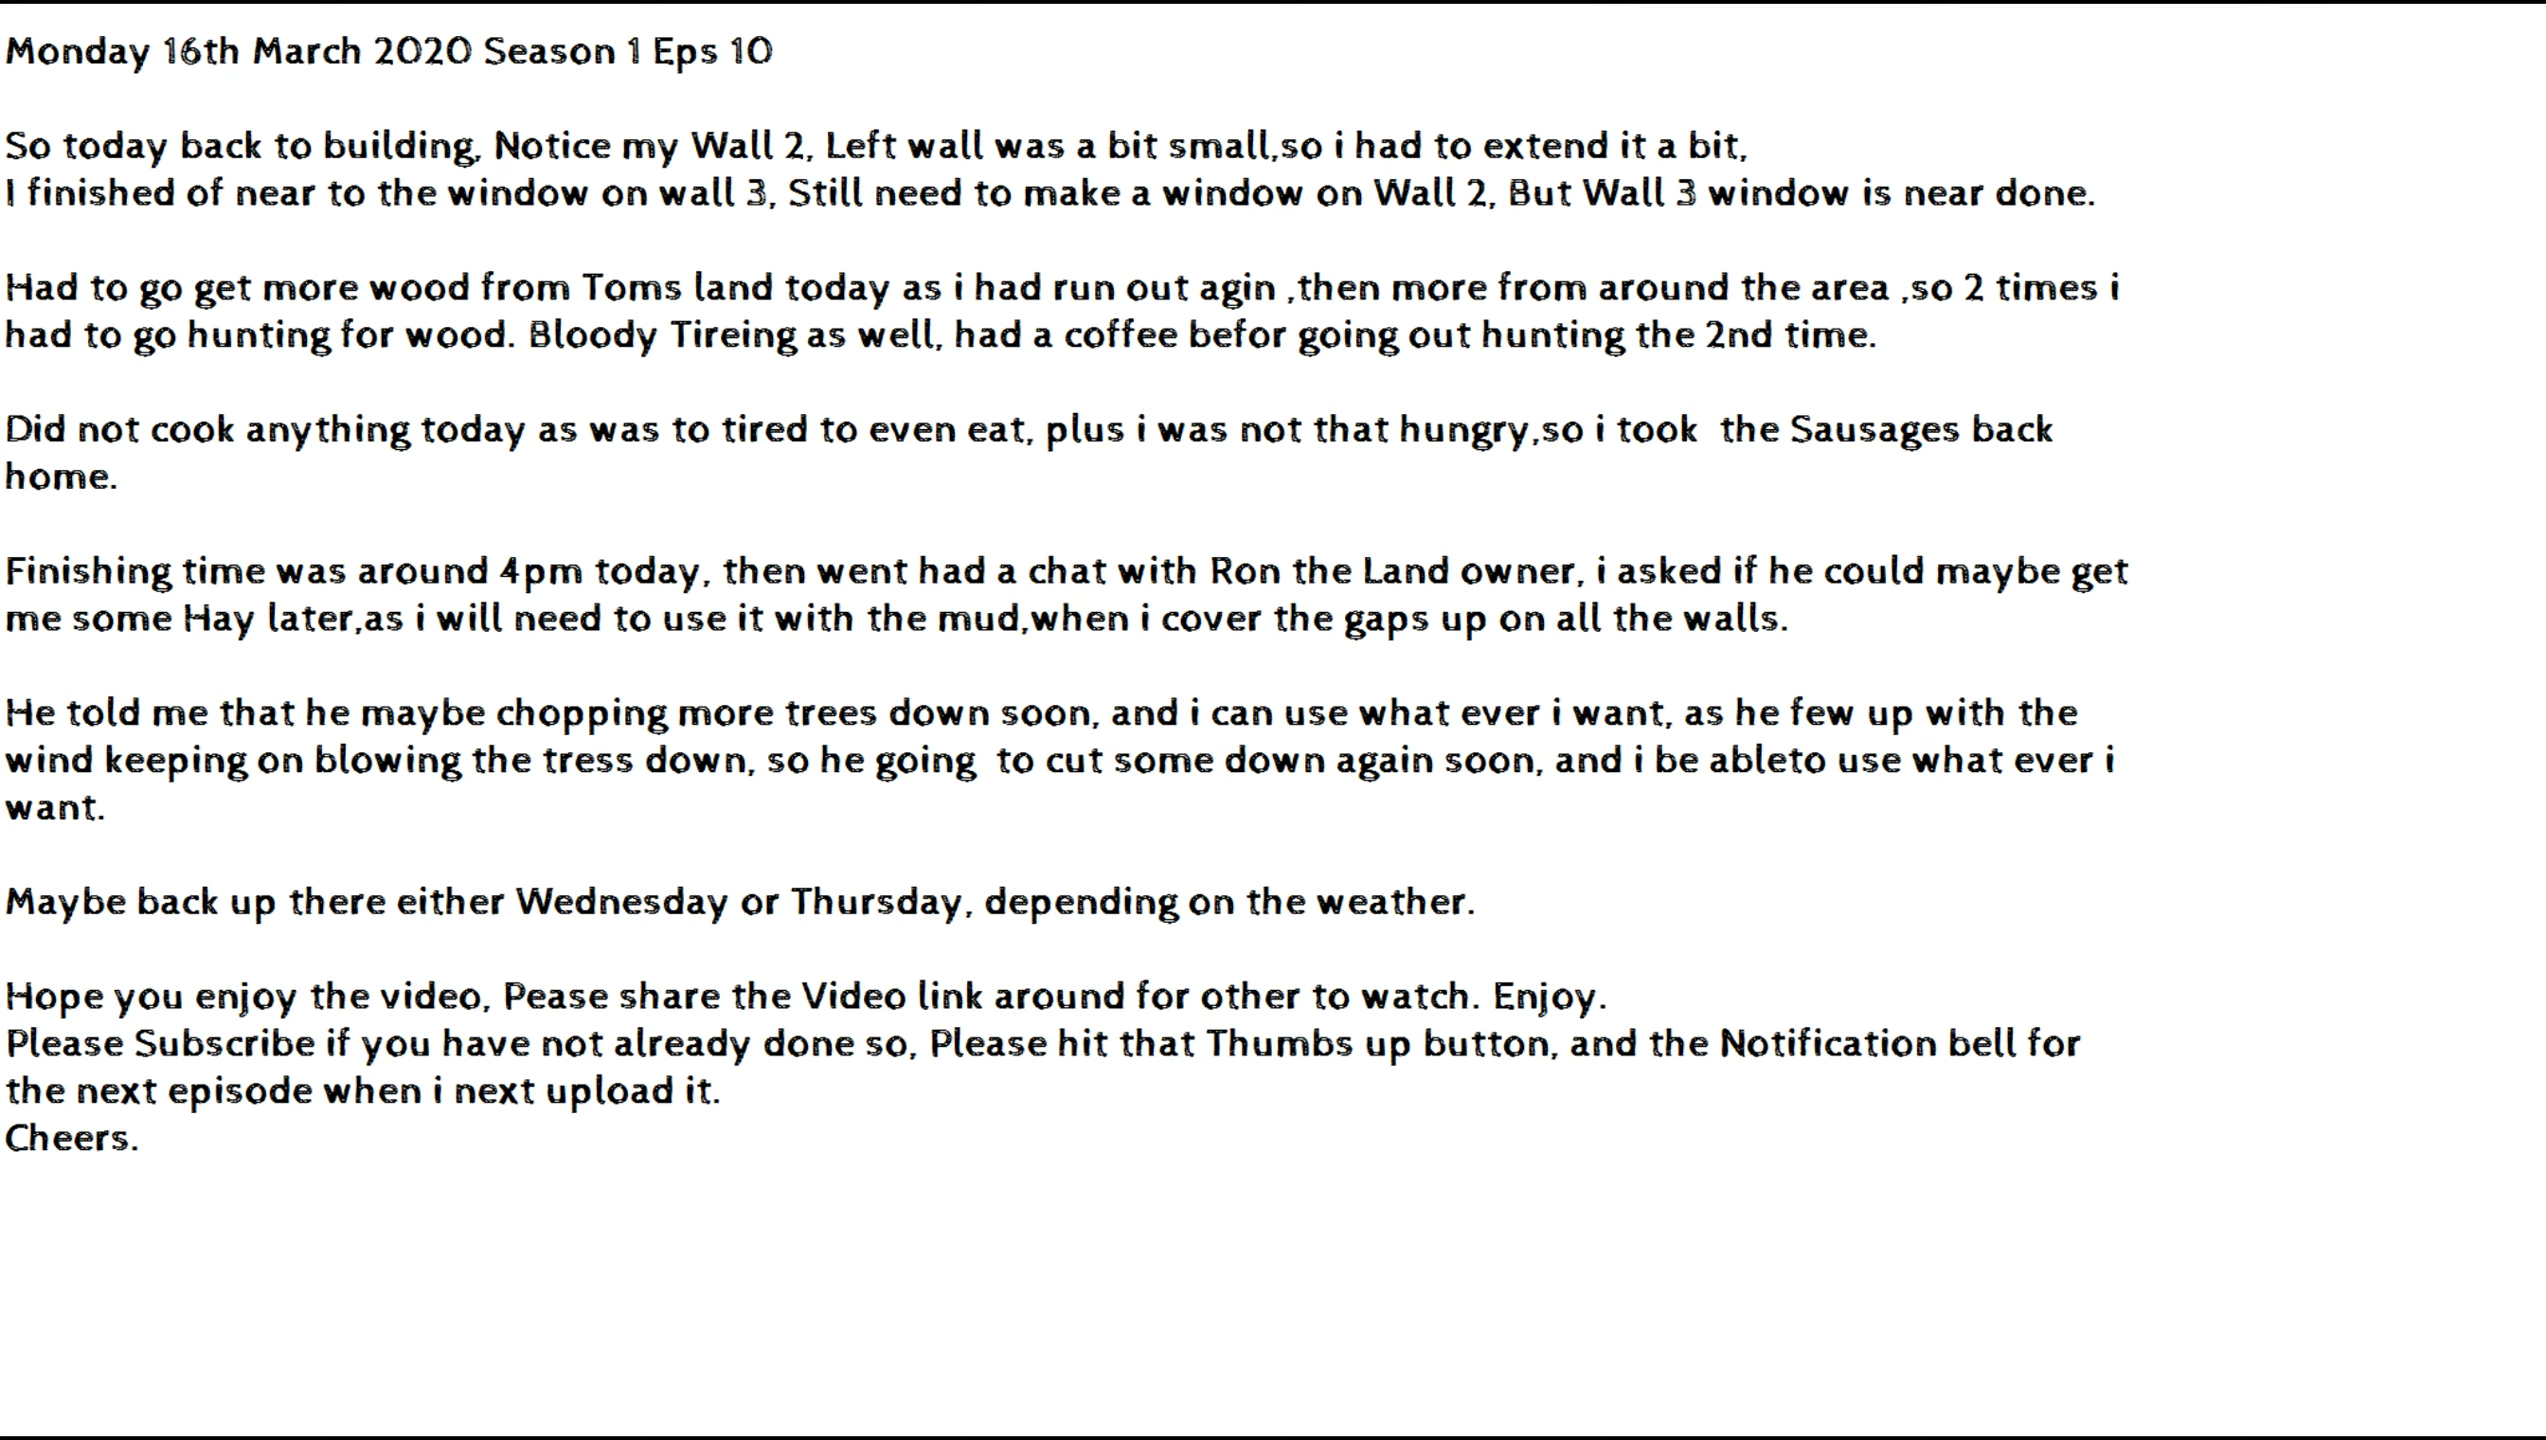 Monday 16th March 2020 Season 1 Eps 10
So today back to building, Notice my Wall 2, Left wall was a bit small,so i had to extend it a bit,
I finished of near to the window on wall 3, Still need to make a window on Wall 2, But Wall 3 window is near done.
Had to go get more wood from Toms land today as i had run out agin ,then more from around the area ,so 2 times i
had to go hunting for wood. Bloody Tireing as well, had a coffee befor going out hunting the 2nd time.
Did not cook anything today as was to tired to even eat, plus i was not that hungry,so i took  the Sausages back
home.
Finishing time was around 4pm today, then went had a chat with Ron the Land owner, i asked if he could maybe get
me some Hay later,as i will need to use it with the mud,when i cover the gaps up on all the walls.
He told me that he maybe chopping more trees down soon, and i can use what ever i want, as he few up with the
wind keeping on blowing the tress down, so he going  to cut some down again soon, and i be ableto use what ever i
want.
Maybe back up there either Wednesday or Thursday, depending on the weather.
Hope you enjoy the video, Pease share the Video link around for other to watch. Enjoy.
Please Subscribe if you have not already done so, Please hit that Thumbs up button, and the Notification bell for
the next episode when i next upload it.
Cheers.